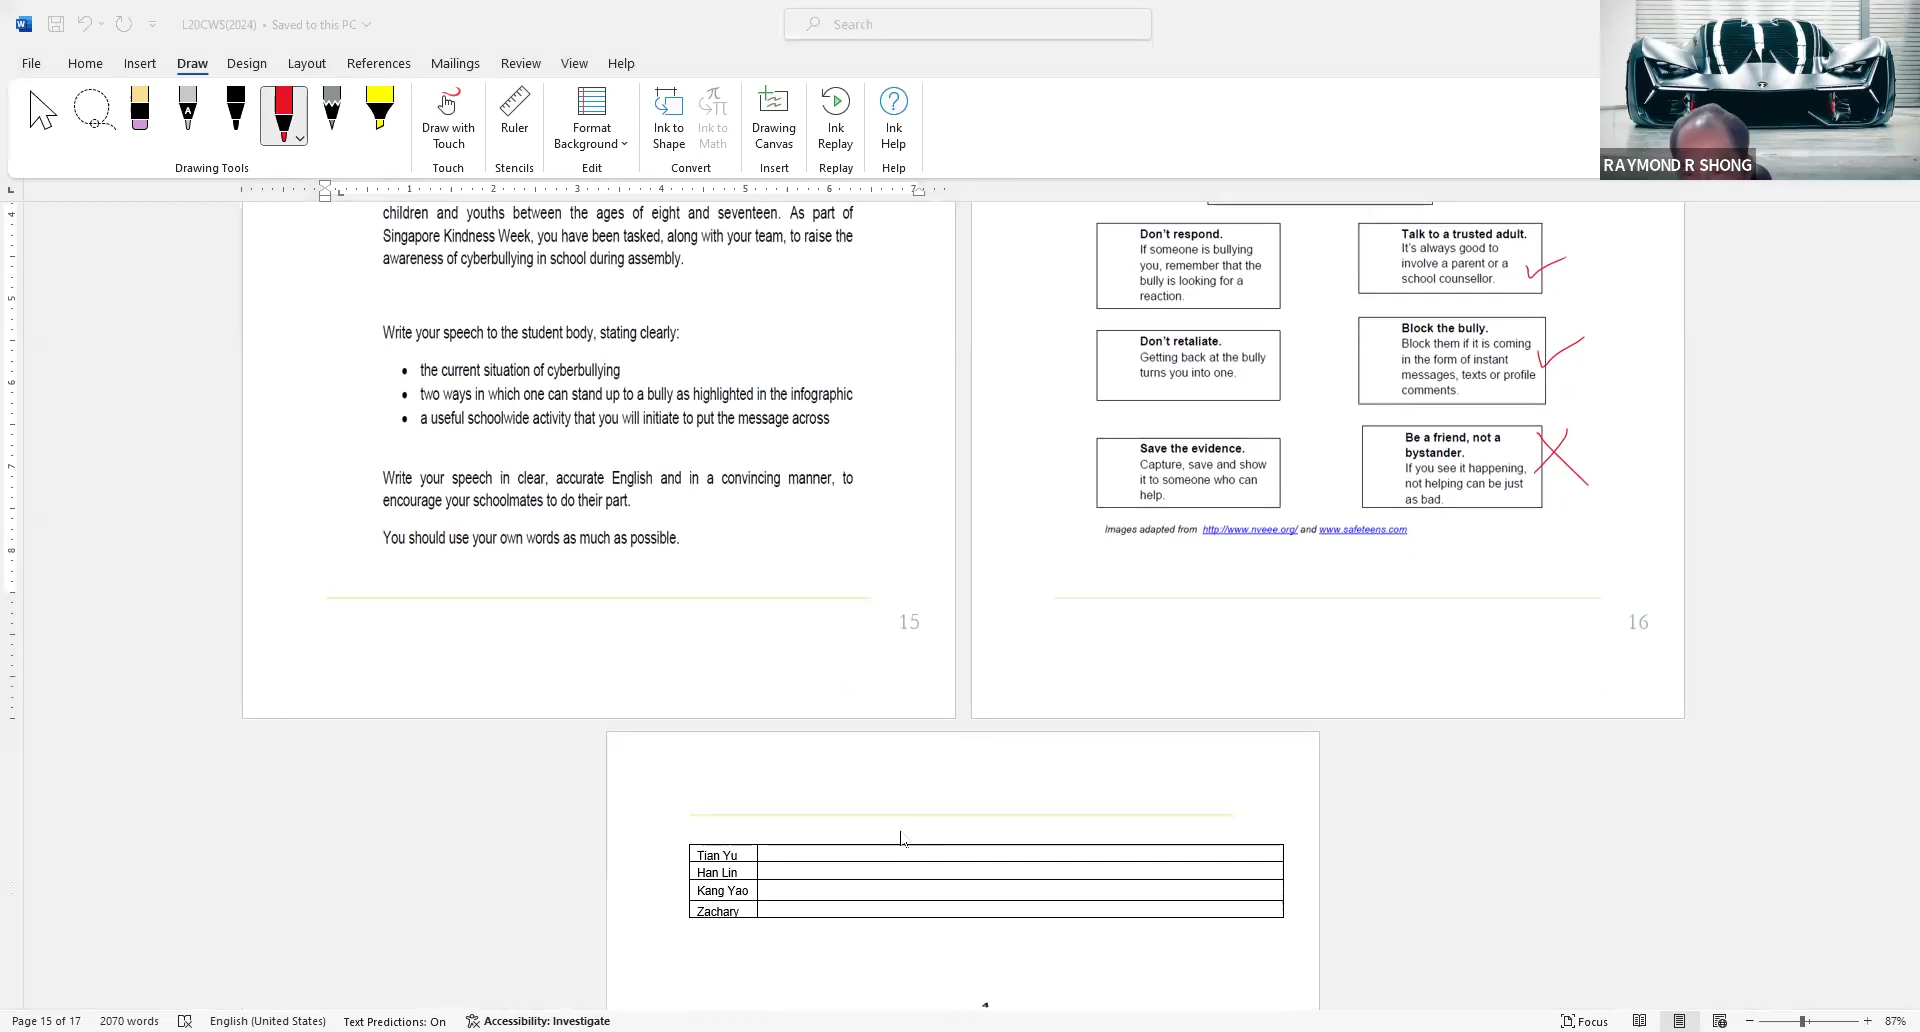 L20CWS(2024) • Saved to this PC
Search
File Home Insert Draw Design Layout References Mailings Review View Help
A
Draw with Touch
Ruler
Format Background
Ink to Shape
Ink to Math
Drawing Canvas
Ink Replay
Ink Help
Drawing Tools Touch Stencils Edit Convert Insert Replay Help
RAYMOND R SHONG
1 2 3 4 5 6 7
4
5
6
7
8
children and youths between the ages of eight and seventeen. As part of
Singapore Kindness Week, you have been tasked, along with your team, to raise the
awareness of cyberbullying in school during assembly.
Write your speech to the student body, stating clearly:
• the current situation of cyberbullying
• two ways in which one can stand up to a bully as highlighted in the infographic
• a useful schoolwide activity that you will initiate to put the message across
Write your speech in clear, accurate English and in a convincing manner, to
encourage your schoolmates to do their part.
You should use your own words as much as possible.
15
Don't respond.
If someone is bullying
you, remember that the
bully is looking for a
reaction.
Talk to a trusted adult.
It's always good to
involve a parent or a
school counsellor.
Don't retaliate.
Getting back at the bully
turns you into one.
Block the bully.
Block them if it is coming
in the form of instant
messages, texts or profile
comments.
Save the evidence.
Capture, save and show
it to someone who can
help.
Be a friend, not a
bystander.
If you see it happening,
not helping can be just
as bad.
Images adapted from http://www.nveee.org/ and www.safeteens.com
16
Tian Yu
Han Lin
Kang Yao
Zachary
Page 15 of 17 2070 words English (United States) Text Predictions: On Accessibility: Investigate Focus 87%